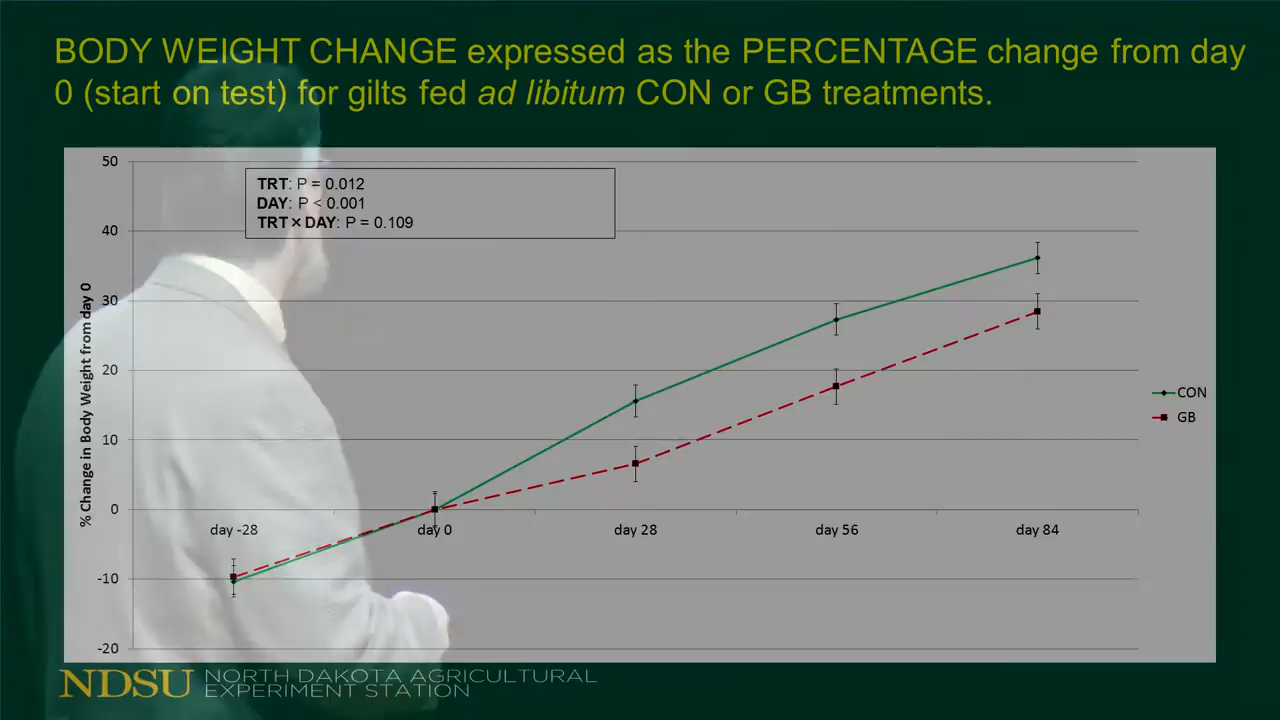 BODY WEIGHT CHANGE expressed as the PERCENTAGE change from day
0 (start on test) for gilts fed ad libitum CON or GB treatments.
50
TRT: P = 0.012
DAY: P < 0.001
TRT × DAY: P = 0.109
40
30
20
10
0
-10
-20
% Change in Body Weight from day 0
day -28
day 0
day 28
day 56
day 84
CON
GB
NDSU
NORTH DAKOTA AGRICULTURAL
EXPERIMENT STATION